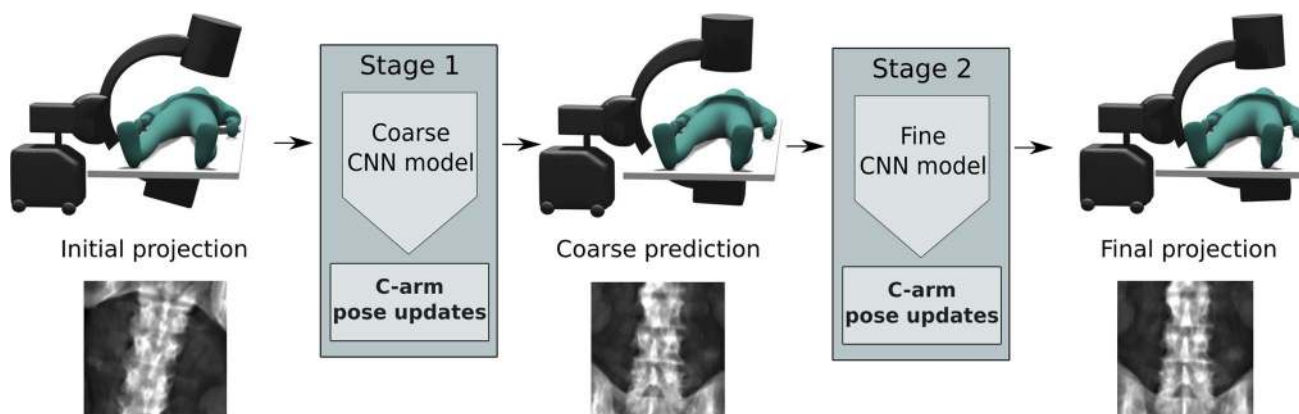 Stage 1
Coarse
CNN model
C-arm
pose updates
Stage 2
Fine
CNN model
C-arm
pose updates
Initial projection
Coarse prediction
Final projection